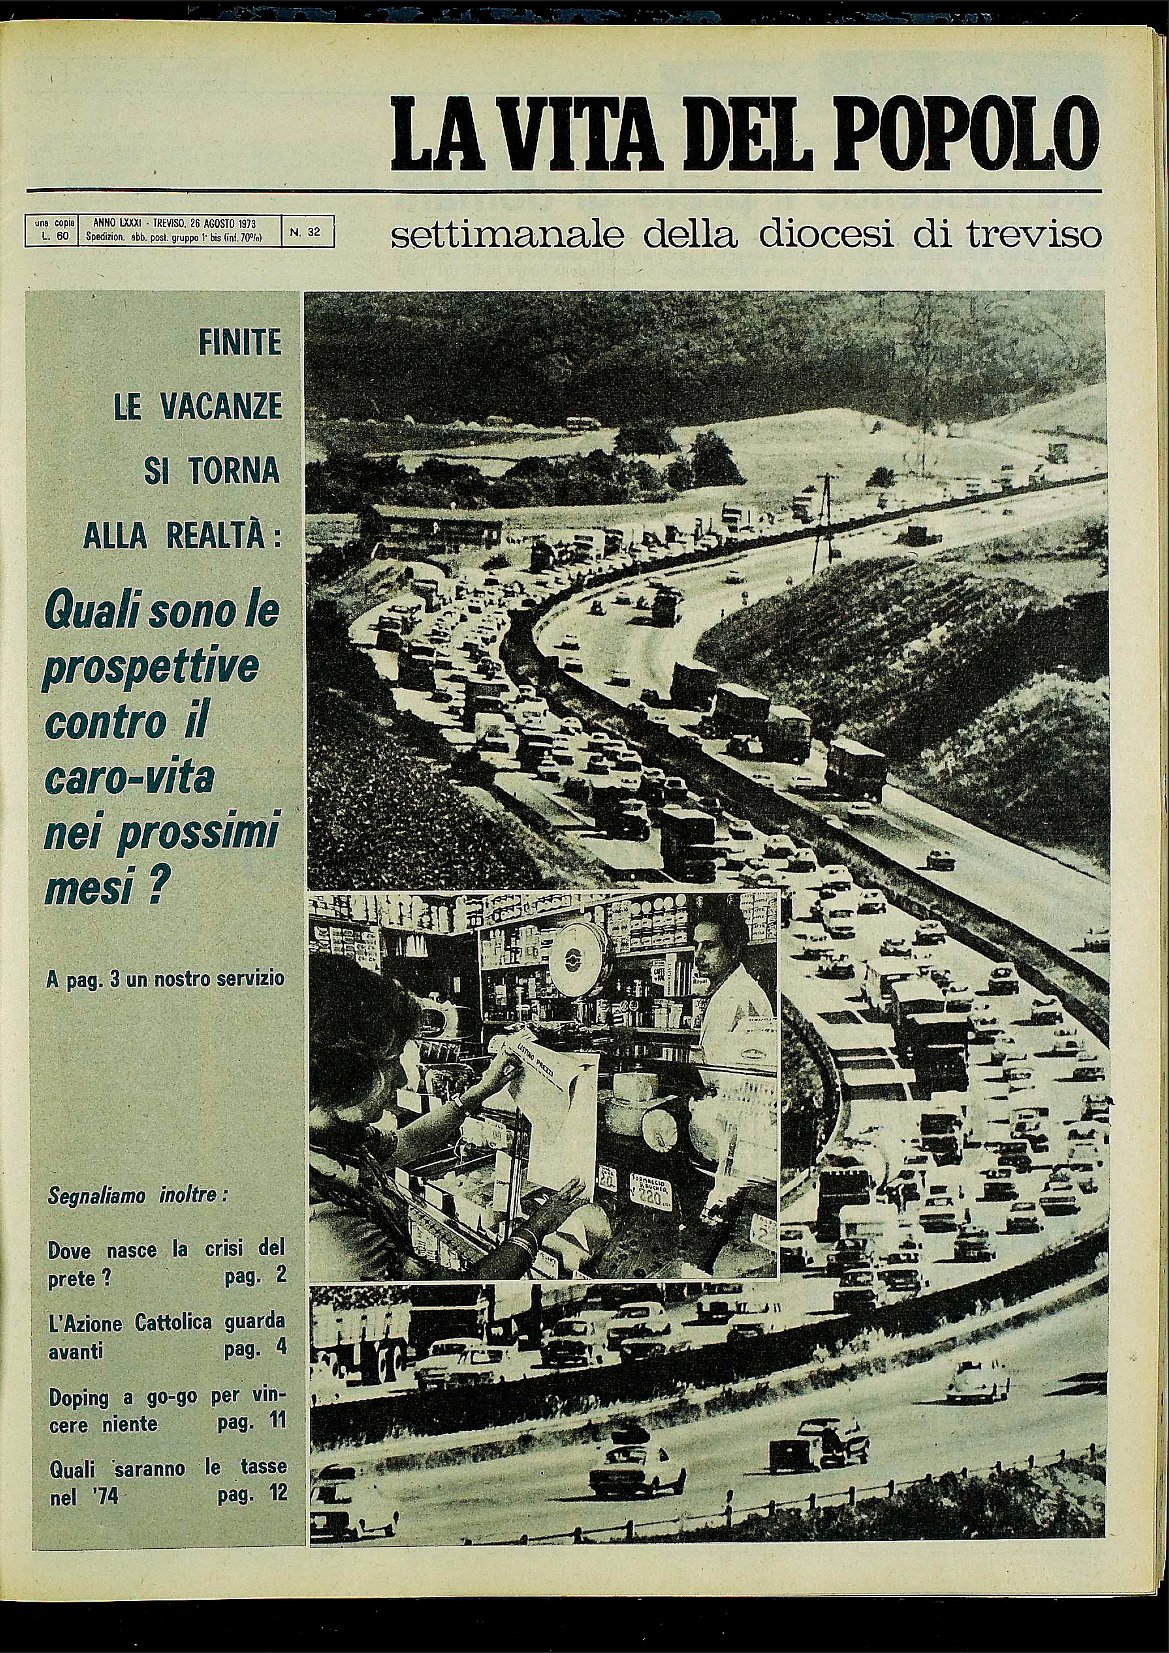 LA VITA DEL POPOLO
una copia
L. 60
ANNO LXXXI - TREVISO, 26 AGOSTO 1973
Spedizion. abb. post. gruppo 1° bis (inf. 70%)
N. 32
settimanale della diocesi di treviso
FINITE
LE VACANZE
SI TORNA
ALLA REALTÀ :
Quali sono le
prospettive
contro il
caro-vita
nei prossimi
mesi ?
A pag. 3 un nostro servizio
Segnaliamo inoltre :
Dove nasce la crisi del
prete ? pag. 2
L'Azione Cattolica guarda
avanti pag. 4
Doping a go-go per vin-
cere niente pag. 11
Quali saranno le tasse
nel '74 pag. 12
LISTINO PREZZI
220